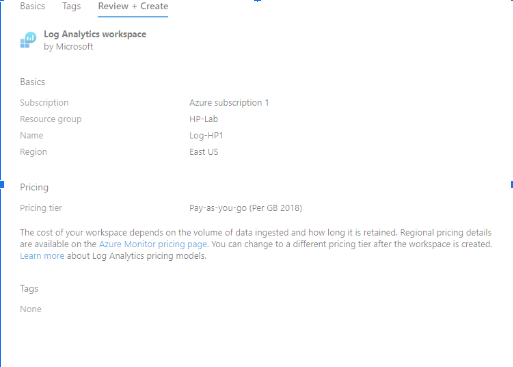 Basics Tags Review + Create
Log Analytics workspace
by Microsoft
Basics
Subscription Azure subscription 1
Resource group HP-Lab
Name Log-HP1
Region East US
Pricing
Pricing tier Pay-as-you-go (Per GB 2018)
The cost of your workspace depends on the volume of data ingested and how long it is retained. Regional pricing details
are available on the Azure Monitor pricing page. You can change to a different pricing tier after the workspace is created.
Learn more about Log Analytics pricing models.
Tags
None